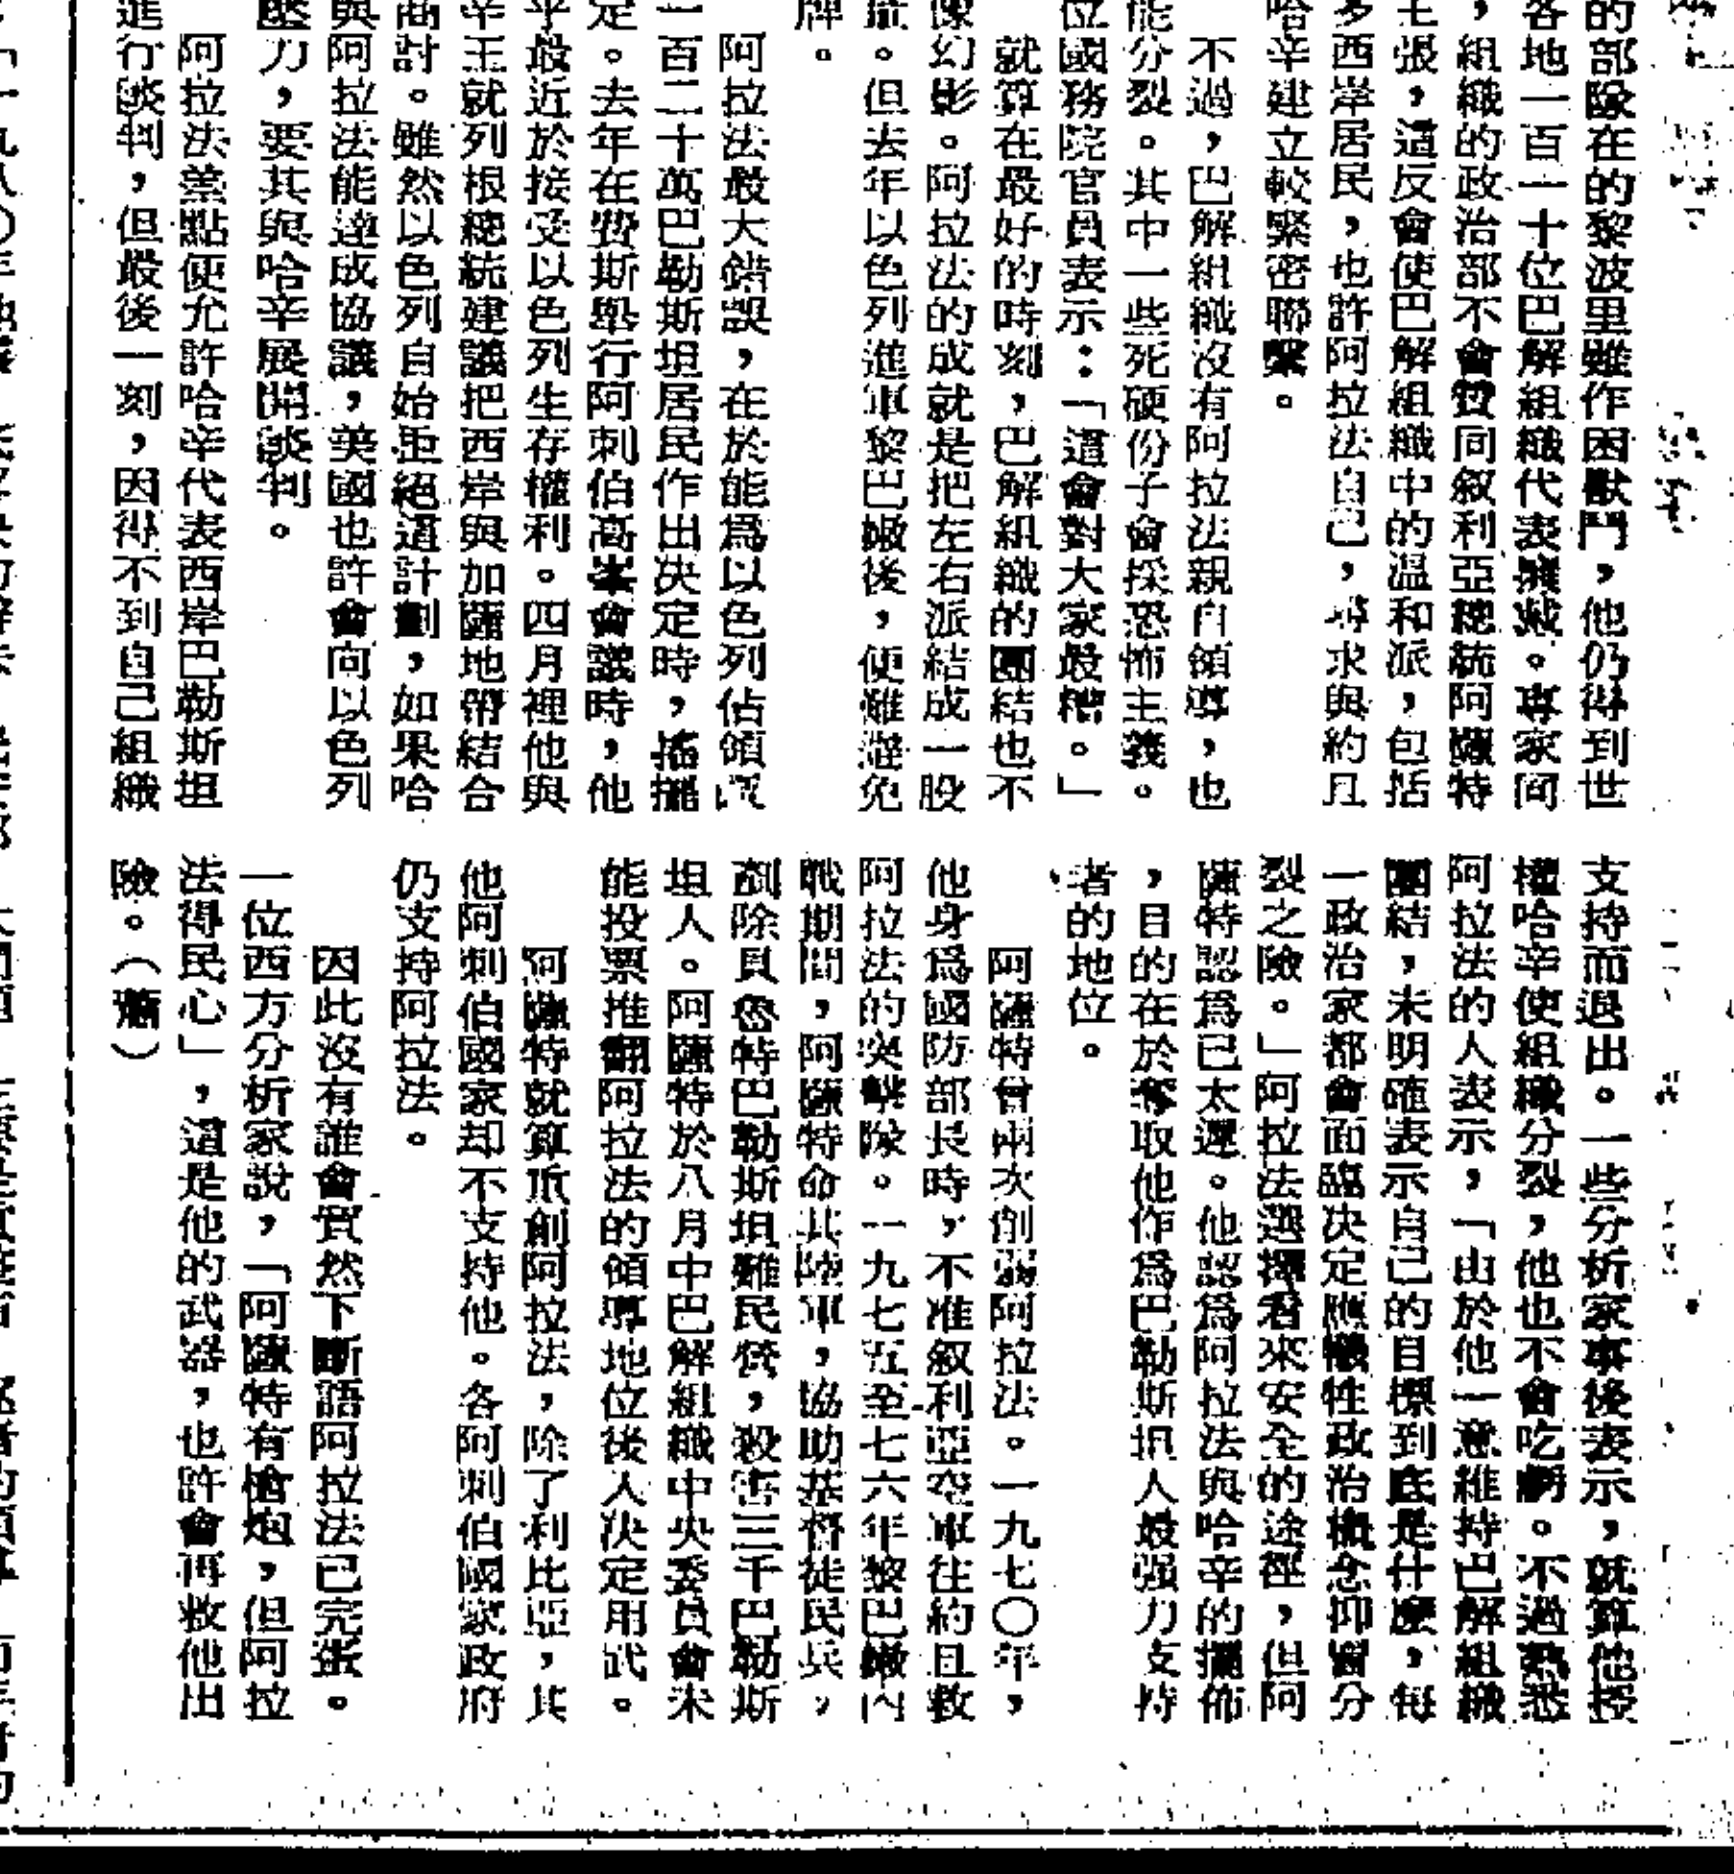 的部隊在的黎波里雖作困獸鬥，他仍得到世
各地一百一十位巴解組織代表擁戴。專家同
，組織的政治部不會贊同敘利亞總統阿薩特
主張，這反會使巴解組織中的溫和派，包括
多西岸居民，也許阿拉法自己，尋求與約旦
哈辛建立較緊密聯繫。
不過，巴解組織沒有阿拉法親自領導，也
能分裂。其中一些死硬份子會採恐怖主義。
位國務院官員表示：「這會對大家最糟。」
就算在最好的時刻，巴解組織的團結也不
像幻影。阿拉法的成就是把左右派結成一股
量。但去年以色列進軍黎巴嫩後，便難避免
牌。
阿拉法最大錯誤，在於能為以色列佔領
一百二十萬巴勒斯坦居民作出決定時，搖擺
定。去年在費斯舉行阿刺伯高峯會議時，他
乎最近於接受以色列生存權利。四月裡他與
辛王就列根總統建議把西岸與加薩地帶結合
商討。雖然以色列自始拒絕這計劃，如果哈
與阿拉法能達成協議，美國也許會向以色列
壓力，要其與哈辛展開談判。
阿拉法差點便允許哈辛代表西岸巴勒斯坦
進行談判，但最後一刻，因得不到自己組織
支持而退出。一些分析家事後表示，就算他授
權哈辛使組織分裂，他也不會吃虧。不過熟悉
阿拉法的人表示，「由於他一意維持巴解組織
團結，未明確表示自己的目標到底是什麼，每
一政治家都會面臨決定應犧牲政治概念抑冒分
裂之險。」阿拉法選擇看來安全的途徑，但阿
薩特認為已太遲。他認為阿拉法與哈辛的擺佈
，目的在於奪取他作為巴勒斯坦人最强力支持
者的地位。
阿薩特曾兩次削弱阿拉法。一九七〇年，
他身為國防部長時，不准敘利亞空軍往約旦救
阿拉法的突擊隊。一九七五至七六年黎巴嫩內
戰期間，阿薩特命其陸軍，協助基督徒民兵，
剷除貝魯特巴勒斯坦難民營，殺害三千巴勒斯
坦人。阿薩特於八月中巴解組織中央委員會未
能投票推翻阿拉法的領導地位後人決定用武。
阿薩特就算重創阿拉法，除了利比亞，其
他阿刺伯國家却不支持他。各阿刺伯國家政府
仍支持阿拉法。
因此沒有誰會貿然下斷語阿拉法已完蛋。
一位西方分析家說，「阿薩特有槍炮，但阿拉
法得民心」，這是他的武器，也許會再救他出
險。（蕭）